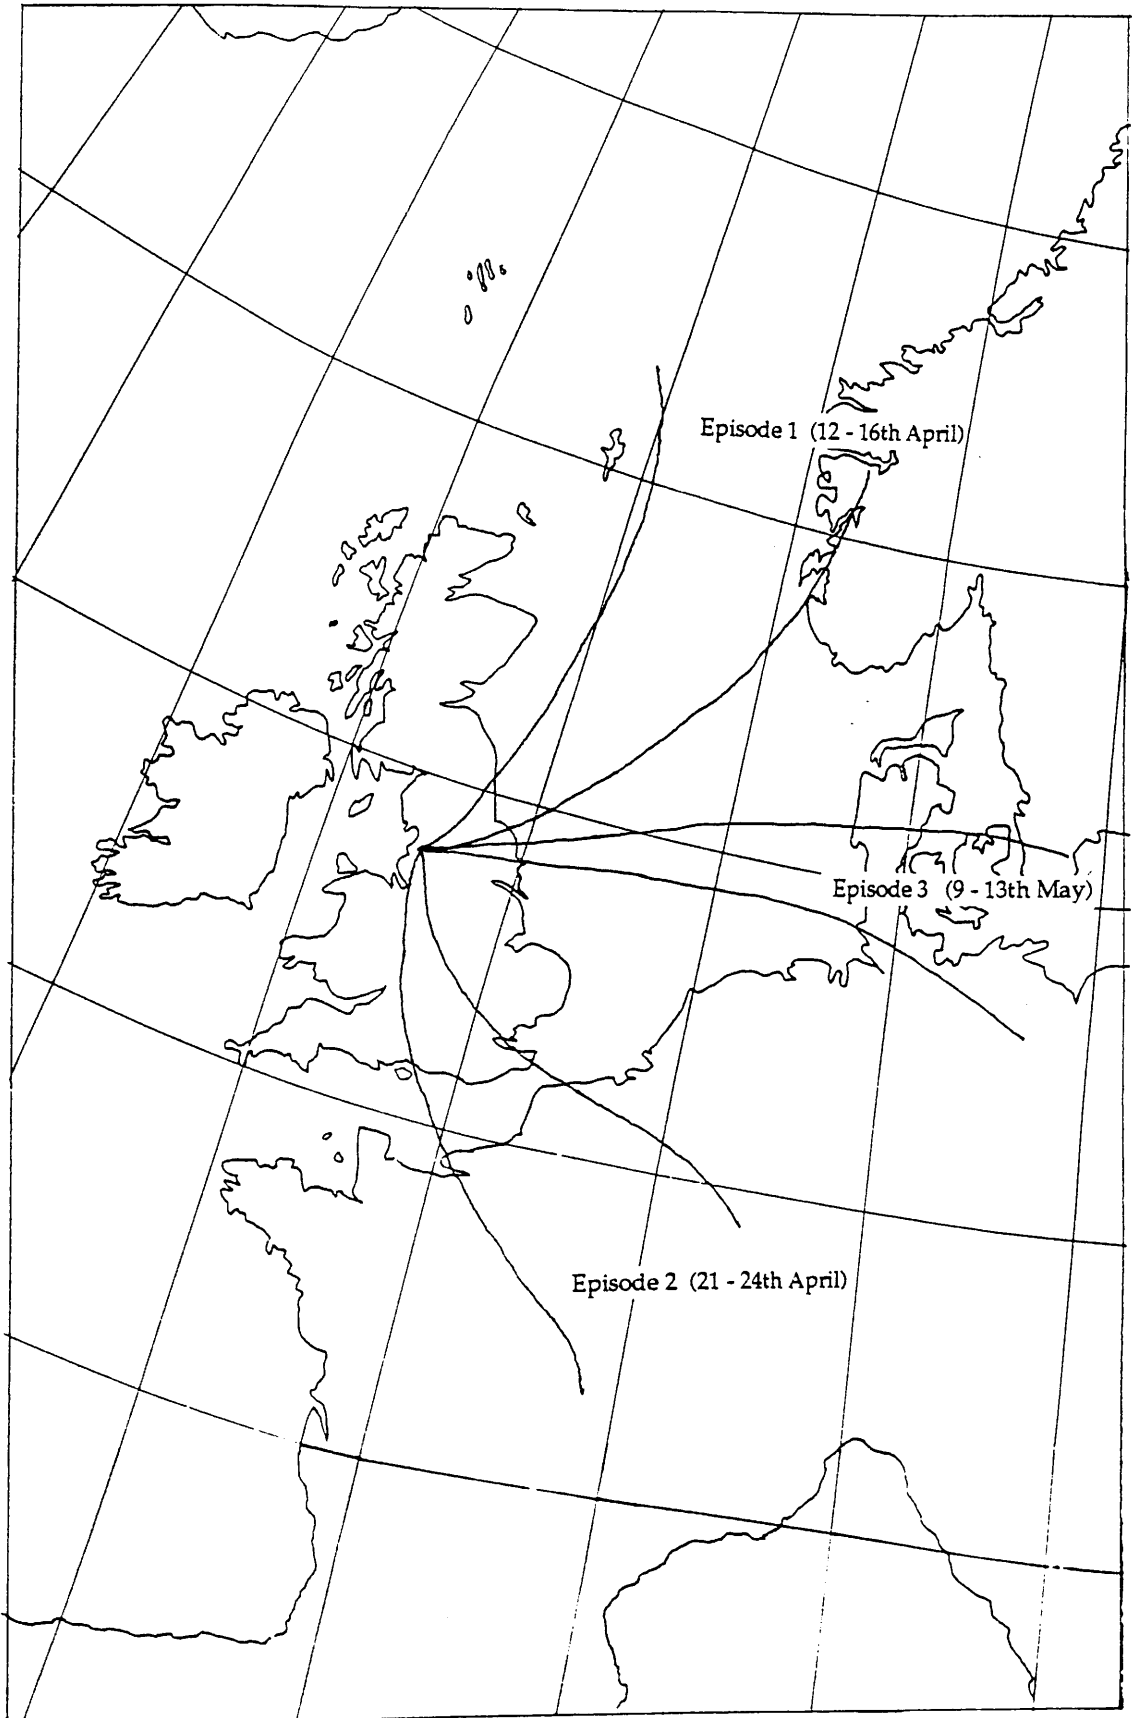 Episode 1 (12 - 16th April)
Episode 3 (9 - 13th May)
Episode 2 (21 - 24th April)